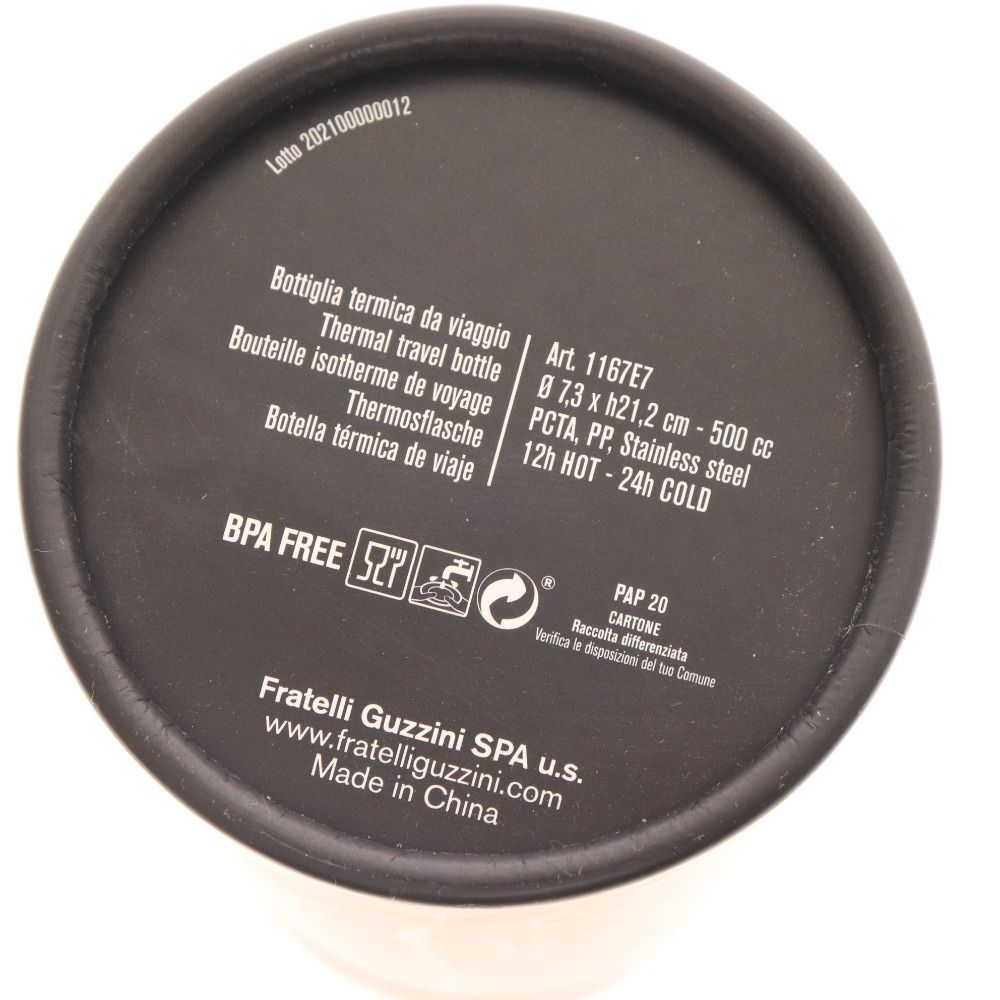 Lotto 202100000012
Bottiglia termica da viaggio
Thermal travel bottle
Bouteille isotherme de voyage
Thermosflasche
Botella térmica de viaje
Art. 1167E7
Ø 7,3 x h21,2 cm - 500 cc
PCTA, PP, Stainless steel
12h HOT - 24h COLD
BPA FREE
®
PAP 20
CARTONE
Raccolta differenziata
Verifica le disposizioni del tuo Comune
Fratelli Guzzini SPA u.s.
www.fratelliguzzini.com
Made in China